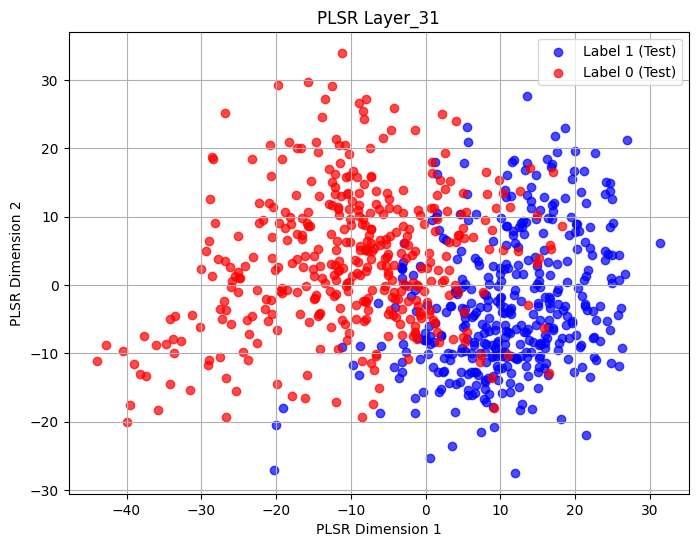 PLSR Layer_31
Label 1 (Test)
Label 0 (Test)
PLSR Dimension 2
30
20
10
0
−10
−20
−30
−40 −30 −20 −10 0 10 20 30
PLSR Dimension 1